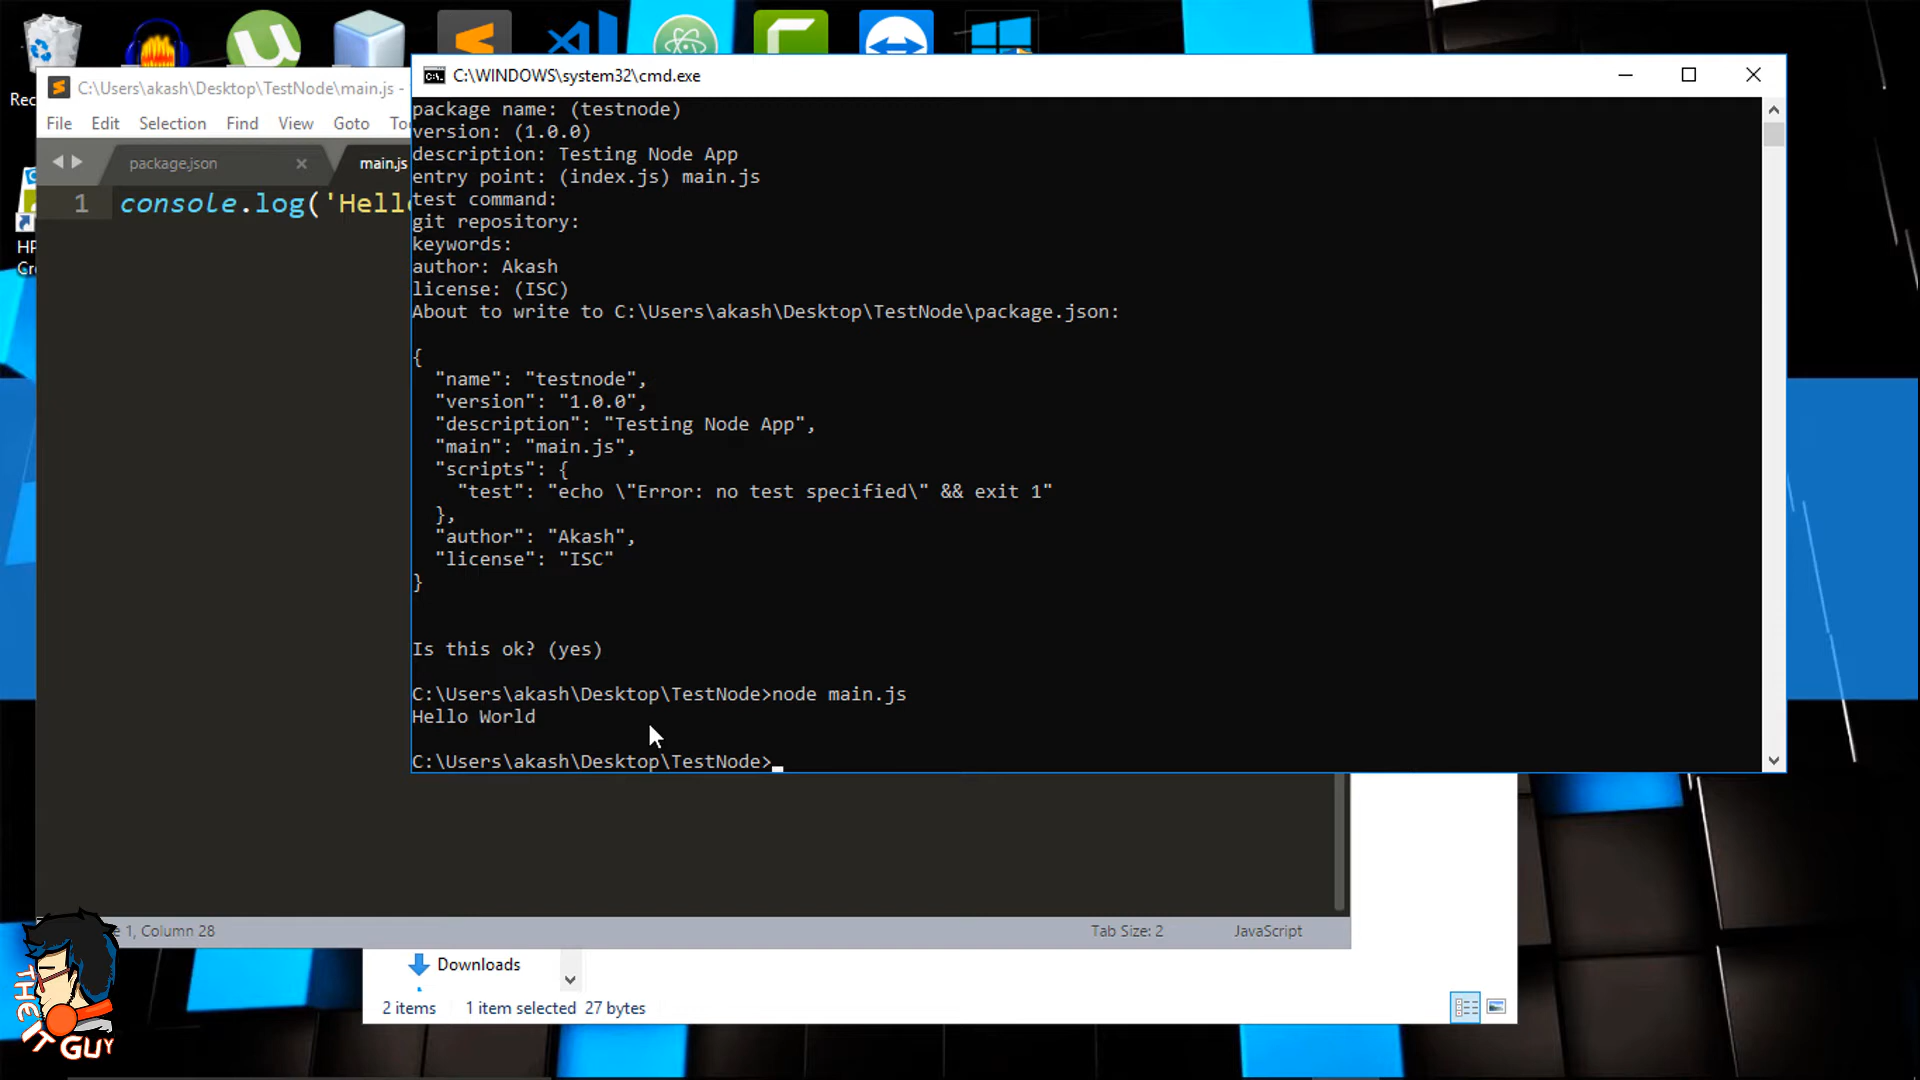 C:\WINDOWS\system32\cmd.exe
C:\Users\akash\Desktop\TestNode\main.js -
File Edit Selection Find View Goto
package.json main.js
1 console.log('Hell
package name: (testnode)
version: (1.0.0)
description: Testing Node App
entry point: (index.js) main.js
test command:
git repository:
keywords:
author: Akash
license: (ISC)
About to write to C:\Users\akash\Desktop\TestNode\package.json:
{
"name": "testnode",
"version": "1.0.0",
"description": "Testing Node App",
"main": "main.js",
"scripts": {
"test": "echo \"Error: no test specified\" && exit 1"
},
"author": "Akash",
"license": "ISC"
}
Is this ok? (yes)
C:\Users\akash\Desktop\TestNode>node main.js
Hello World
C:\Users\akash\Desktop\TestNode>
1, Column 28
Tab Size: 2
JavaScript
Downloads
2 items 1 item selected 27 bytes
THE IT GUY